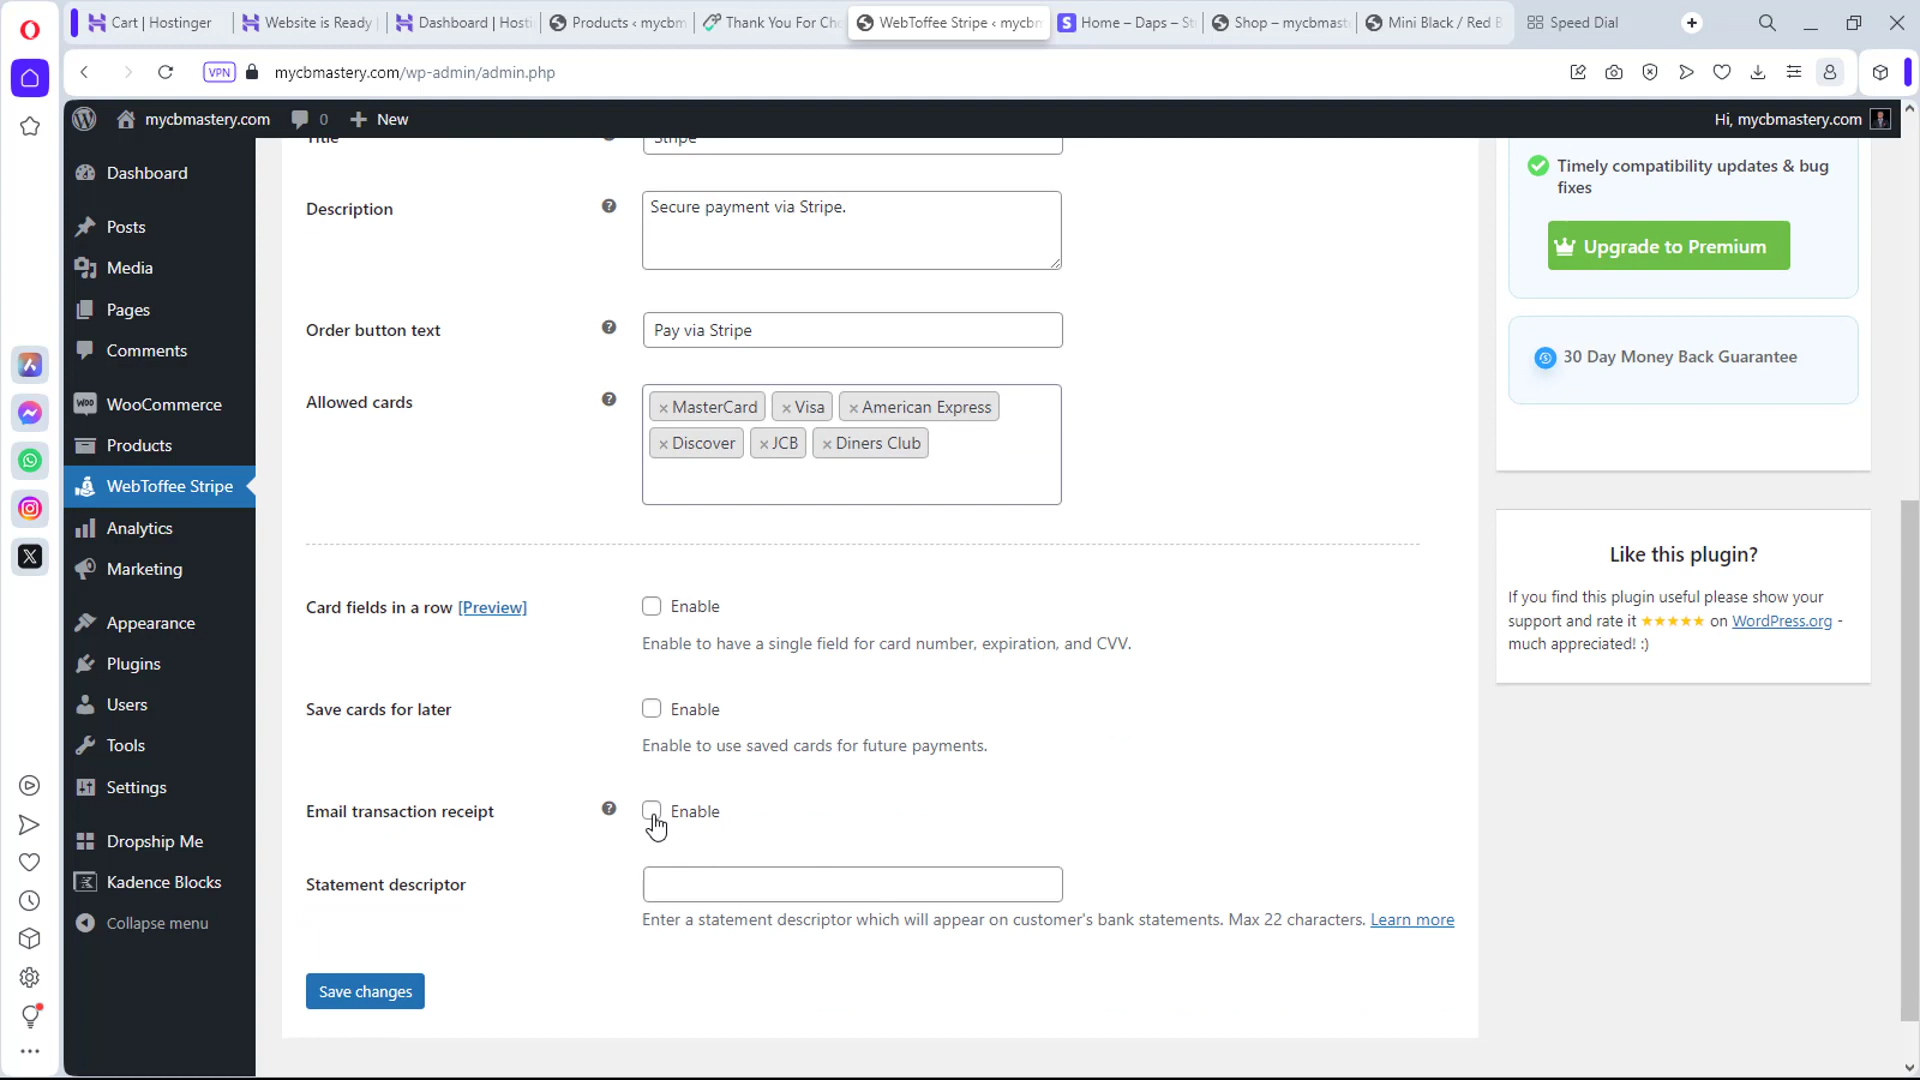 Cart | Hostinger
Website is Ready
Dashboard | Hosti
Products ‹ mycbm
Thank You For Cho
WebToffee Stripe ‹ mycbm
Home – Daps – St
Shop – mycbmast
Mini Black / Red B
Speed Dial
VPN mycbmastery.com/wp-admin/admin.php
mycbmastery.com 0 New
Hi, mycbmastery.com
Dashboard
Posts
Media
Pages
Comments
WooCommerce
Products
WebToffee Stripe
Analytics
Marketing
Appearance
Plugins
Users
Tools
Settings
Dropship Me
Kadence Blocks
Collapse menu
Title Stripe
Description Secure payment via Stripe.
Order button text Pay via Stripe
Allowed cards × MasterCard × Visa × American Express
× Discover × JCB × Diners Club
Card fields in a row [Preview] Enable
Enable to have a single field for card number, expiration, and CVV.
Save cards for later Enable
Enable to use saved cards for future payments.
Email transaction receipt Enable
Statement descriptor
Enter a statement descriptor which will appear on customer's bank statements. Max 22 characters. Learn more
Save changes
Timely compatibility updates & bug
fixes
Upgrade to Premium
30 Day Money Back Guarantee
Like this plugin?
If you find this plugin useful please show your
support and rate it ★★★★★ on WordPress.org -
much appreciated! :)